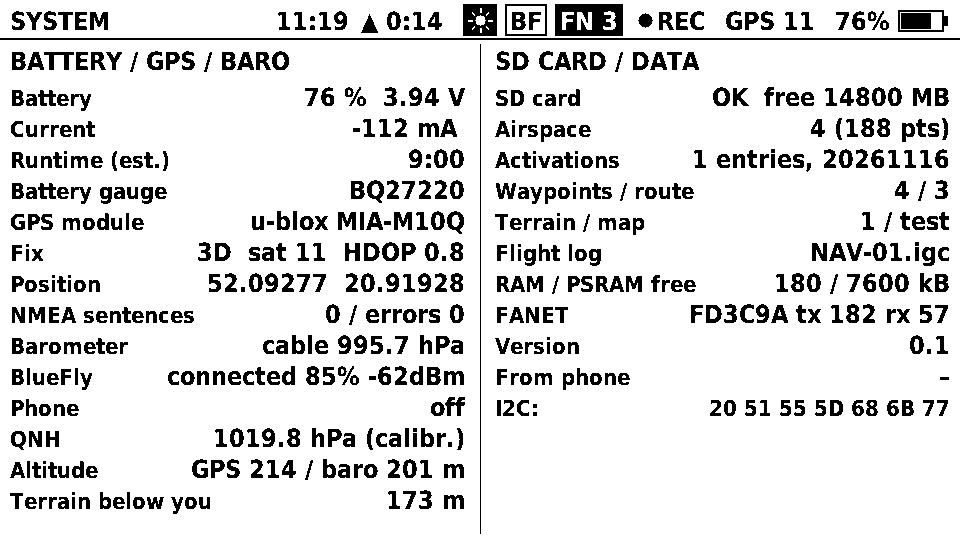 SYSTEM 11:19 ▲ 0:14 BF FN 3 ●REC GPS 11 76%
BATTERY / GPS / BARO
Battery 76 % 3.94 V
Current -112 mA
Runtime (est.) 9:00
Battery gauge BQ27220
GPS module u-blox MIA-M10Q
Fix 3D sat 11 HDOP 0.8
Position 52.09277 20.91928
NMEA sentences 0 / errors 0
Barometer cable 995.7 hPa
BlueFly connected 85% -62dBm
Phone off
QNH 1019.8 hPa (calibr.)
Altitude GPS 214 / baro 201 m
Terrain below you 173 m
SD CARD / DATA
SD card OK free 14800 MB
Airspace 4 (188 pts)
Activations 1 entries, 20261116
Waypoints / route 4 / 3
Terrain / map 1 / test
Flight log NAV-01.igc
RAM / PSRAM free 180 / 7600 kB
FANET FD3C9A tx 182 rx 57
Version 0.1
From phone –
I2C: 20 51 55 5D 68 6B 77